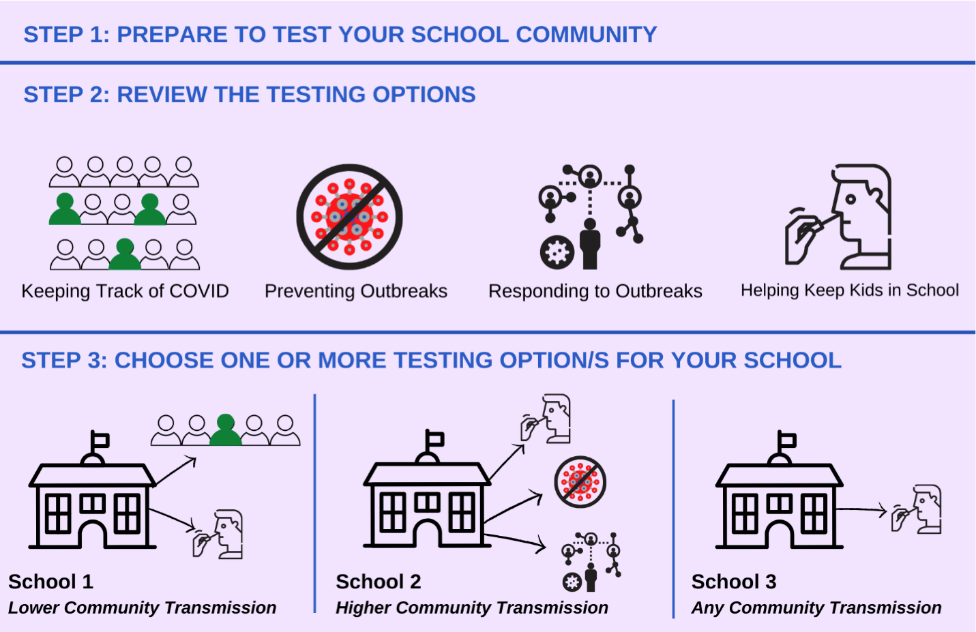 STEP 1: PREPARE TO TEST YOUR SCHOOL COMMUNITY
STEP 2: REVIEW THE TESTING OPTIONS
Keeping Track of COVID
Preventing Outbreaks
Responding to Outbreaks
Helping Keep Kids in School
STEP 3: CHOOSE ONE OR MORE TESTING OPTION/S FOR YOUR SCHOOL
School 1
Lower Community Transmission
School 2
Higher Community Transmission
School 3
Any Community Transmission